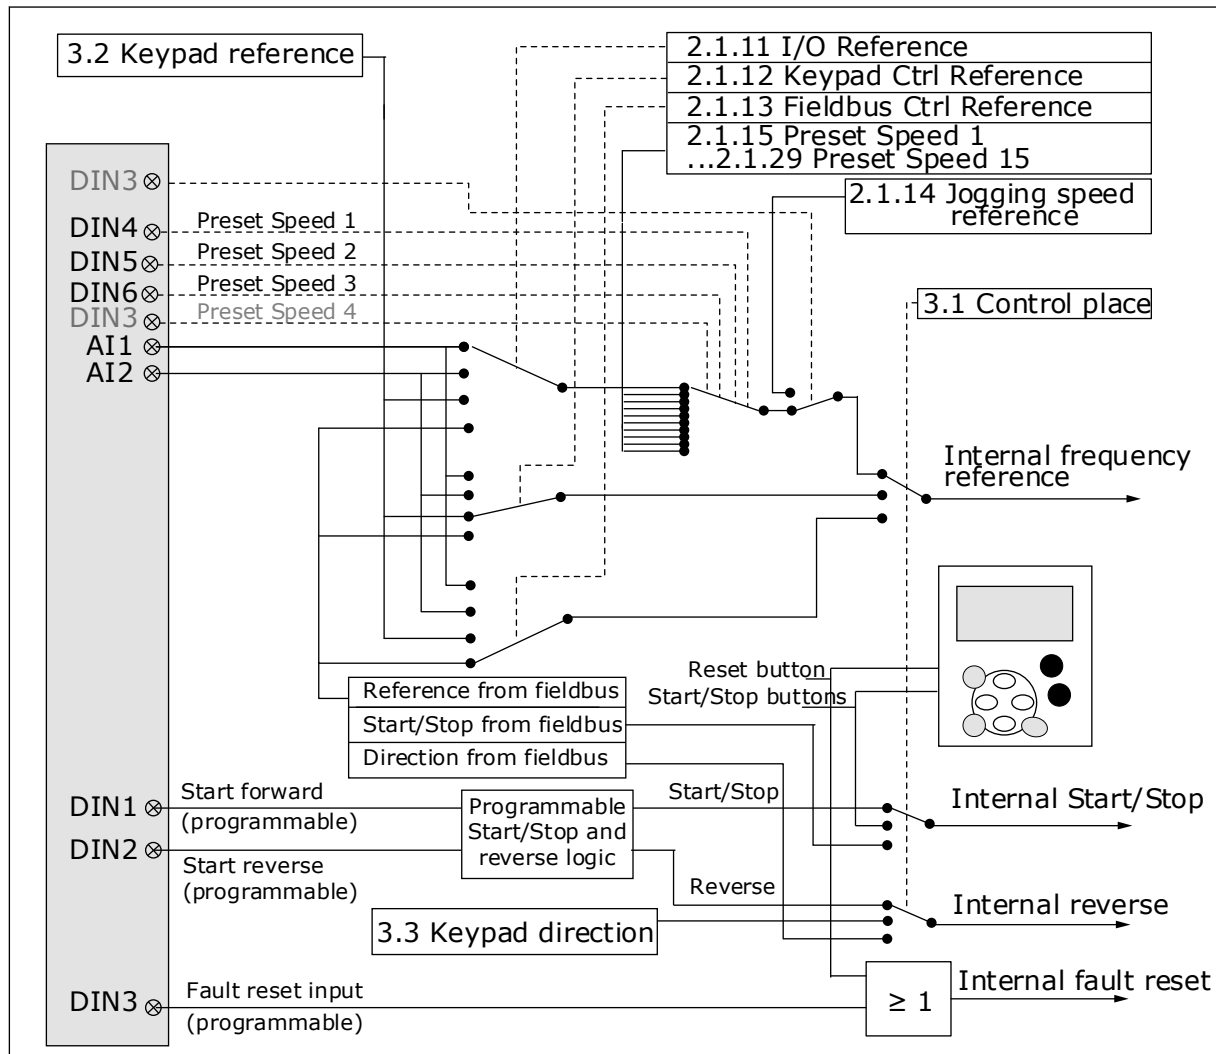 3.2 Keypad reference
2.1.11 I/O Reference
2.1.12 Keypad Ctrl Reference
2.1.13 Fieldbus Ctrl Reference
2.1.15 Preset Speed 1
...2.1.29 Preset Speed 15
2.1.14 Jogging speed
reference
DIN3
DIN4
Preset Speed 1
DIN5
Preset Speed 2
DIN6
Preset Speed 3
DIN3
Preset Speed 4
AI1
AI2
3.1 Control place
Internal frequency
reference
Reset button
Start/Stop buttons
Reference from fieldbus
Start/Stop from fieldbus
Direction from fieldbus
DIN1
Start forward
(programmable)
DIN2
Start reverse
(programmable)
Programmable
Start/Stop and
reverse logic
Start/Stop
Internal Start/Stop
Reverse
3.3 Keypad direction
Internal reverse
DIN3
Fault reset input
(programmable)
≥ 1
Internal fault reset